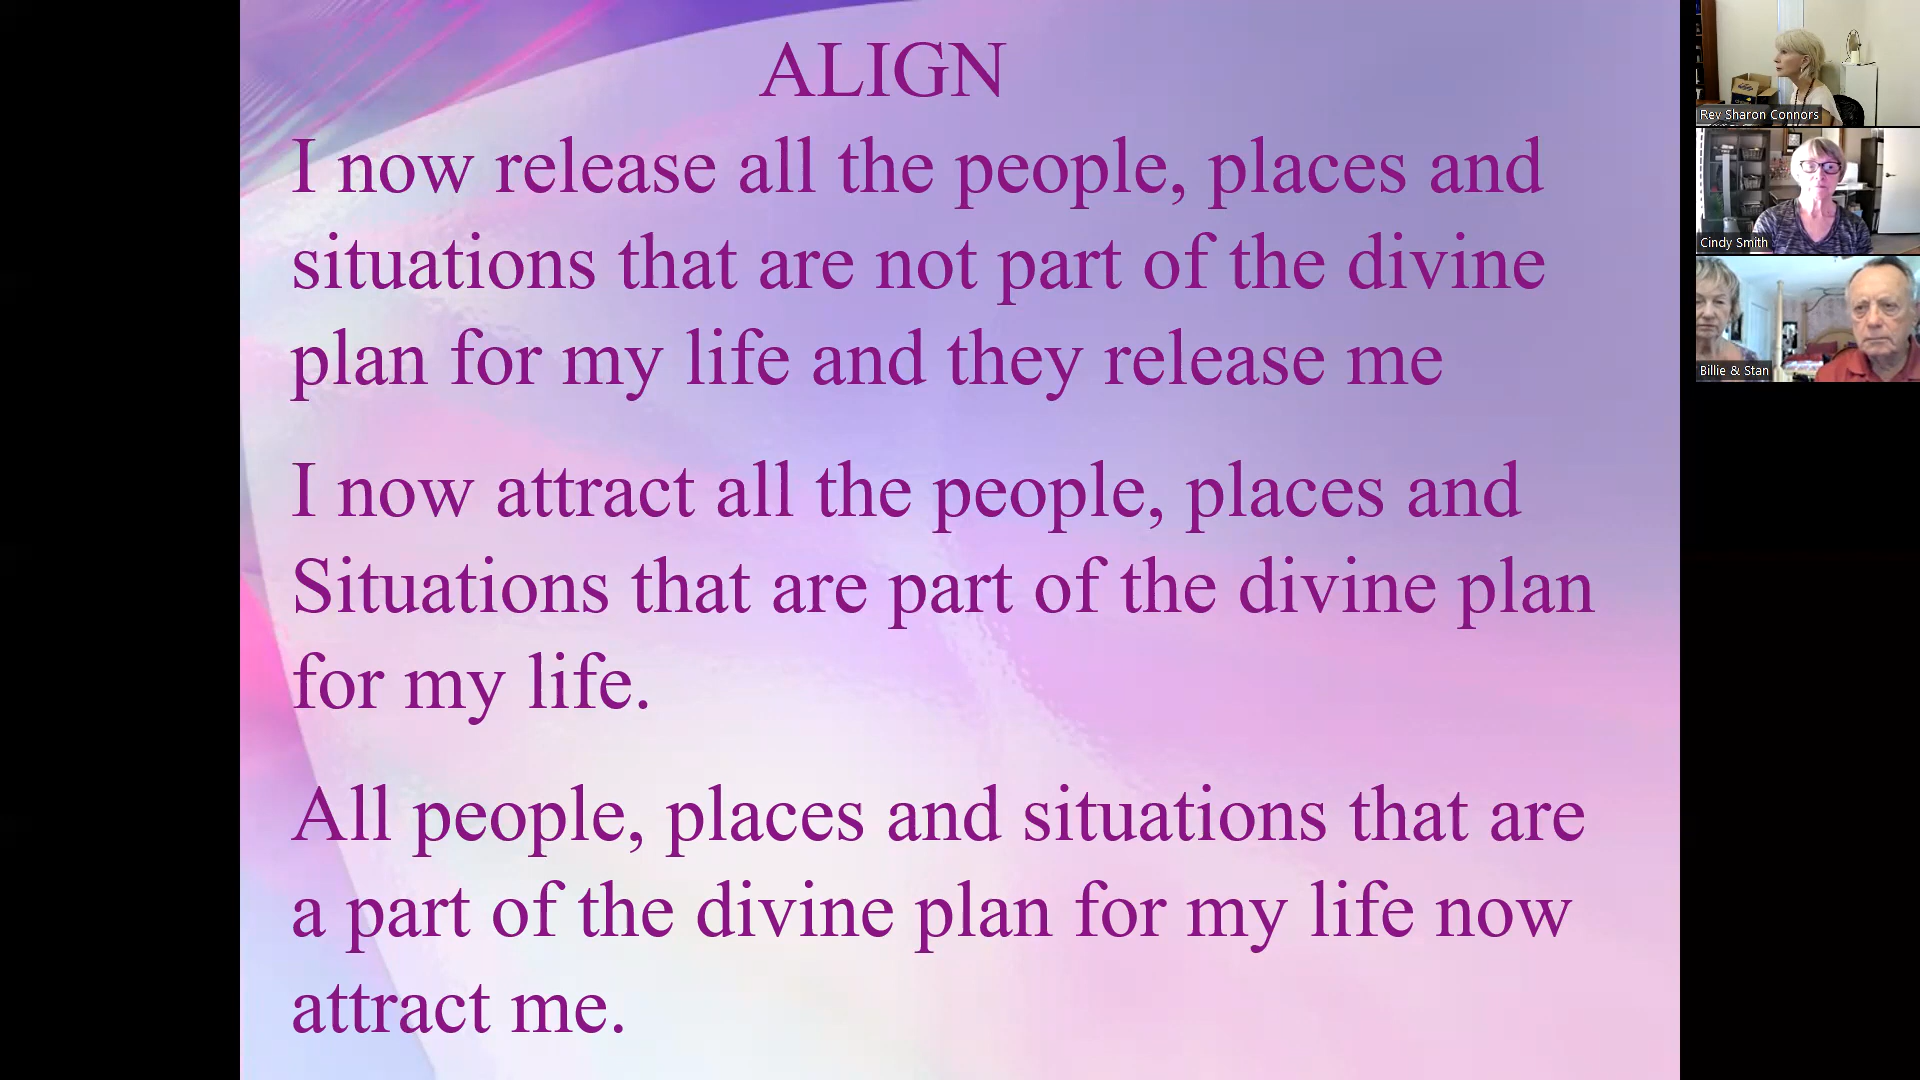 ALIGN
I now release all the people, places and
situations that are not part of the divine
plan for my life and they release me
I now attract all the people, places and
Situations that are part of the divine plan
for my life.
All people, places and situations that are
a part of the divine plan for my life now
attract me.
Rev Sharon Connors
Cindy Smith
Billie & Stan